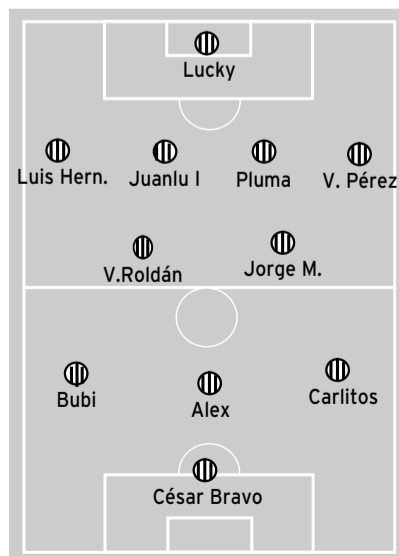 Lucky
Luis Hern. Juanlu I Pluma V. Pérez
V.Roldán Jorge M.
Bubi Alex Carlitos
César Bravo